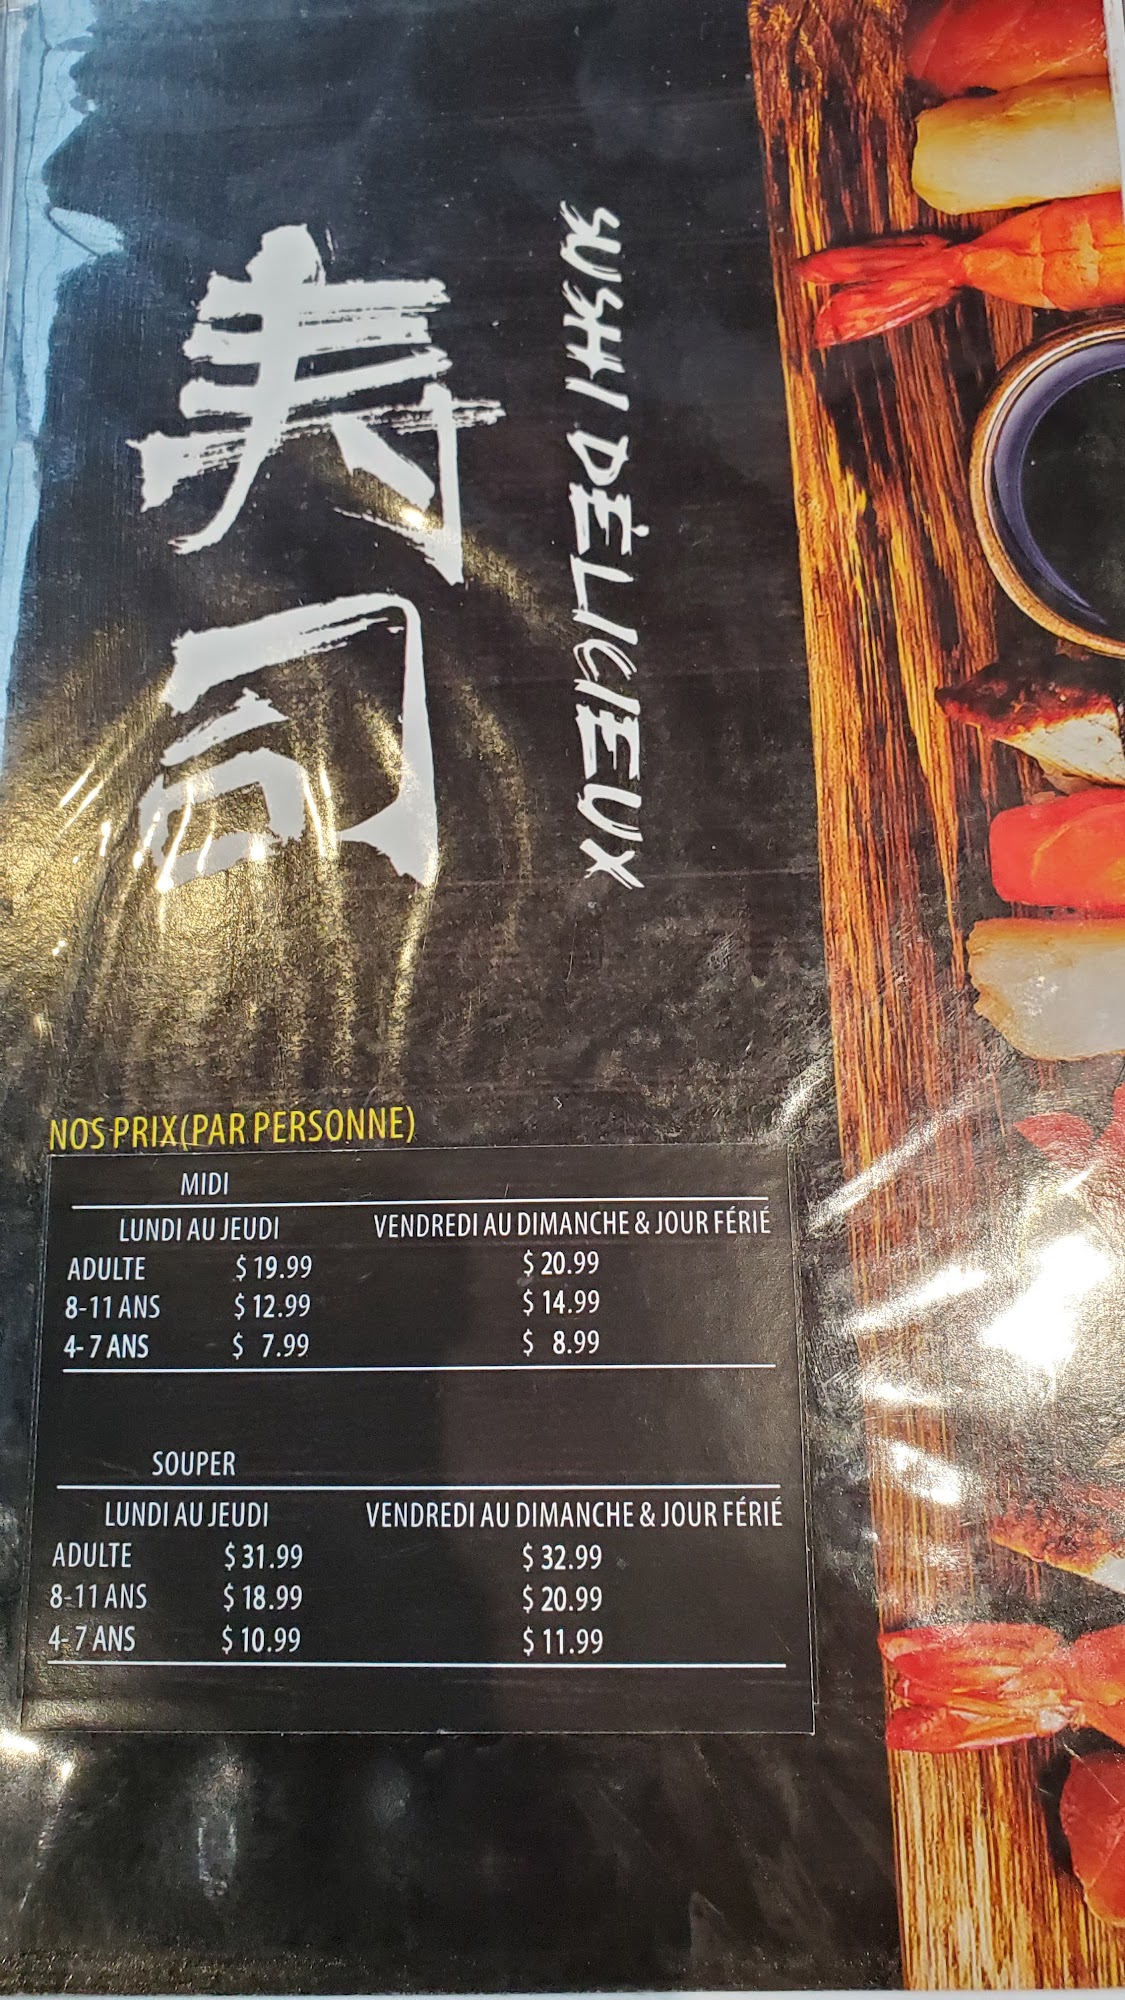 寿司
SUSHI DÉLICIEUX
NOS PRIX(PAR PERSONNE)
MIDI
LUNDI AU JEUDI VENDREDI AU DIMANCHE & JOUR FÉRIÉ
ADULTE $ 19.99 $ 20.99
8-11 ANS $ 12.99 $ 14.99
4- 7 ANS $ 7.99 $ 8.99
SOUPER
LUNDI AU JEUDI VENDREDI AU DIMANCHE & JOUR FÉRIÉ
ADULTE $ 31.99 $ 32.99
8-11 ANS $ 18.99 $ 20.99
4- 7 ANS $ 10.99 $ 11.99